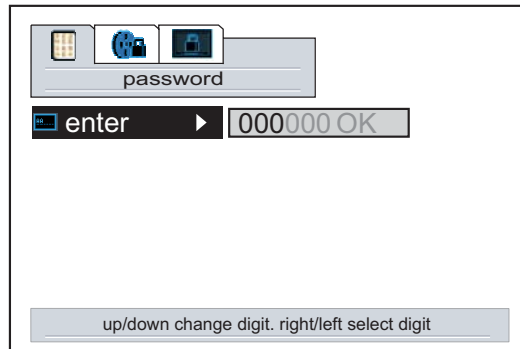 password
enter
000000 OK
up/down change digit. right/left select digit